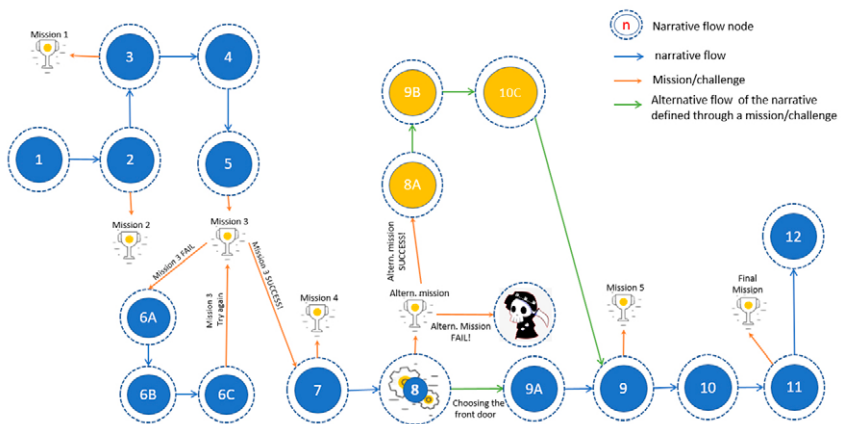 Mission 1
3
4
1
2
5
Mission 2
Mission 3
Mission 3 FAIL
Mission 3 SUCCESS!
Mission 3
Try again
6A
6B
6C
Mission 4
7
9B
10C
8A
Altern. mission
SUCCESS!
Altern. mission
Altern. Mission
FAIL!
8
Choosing the
front door
9A
Mission 5
9
10
Final
Mission
11
12
n
Narrative flow node
narrative flow
Mission/challenge
Alternative flow of the narrative
defined through a mission/challenge